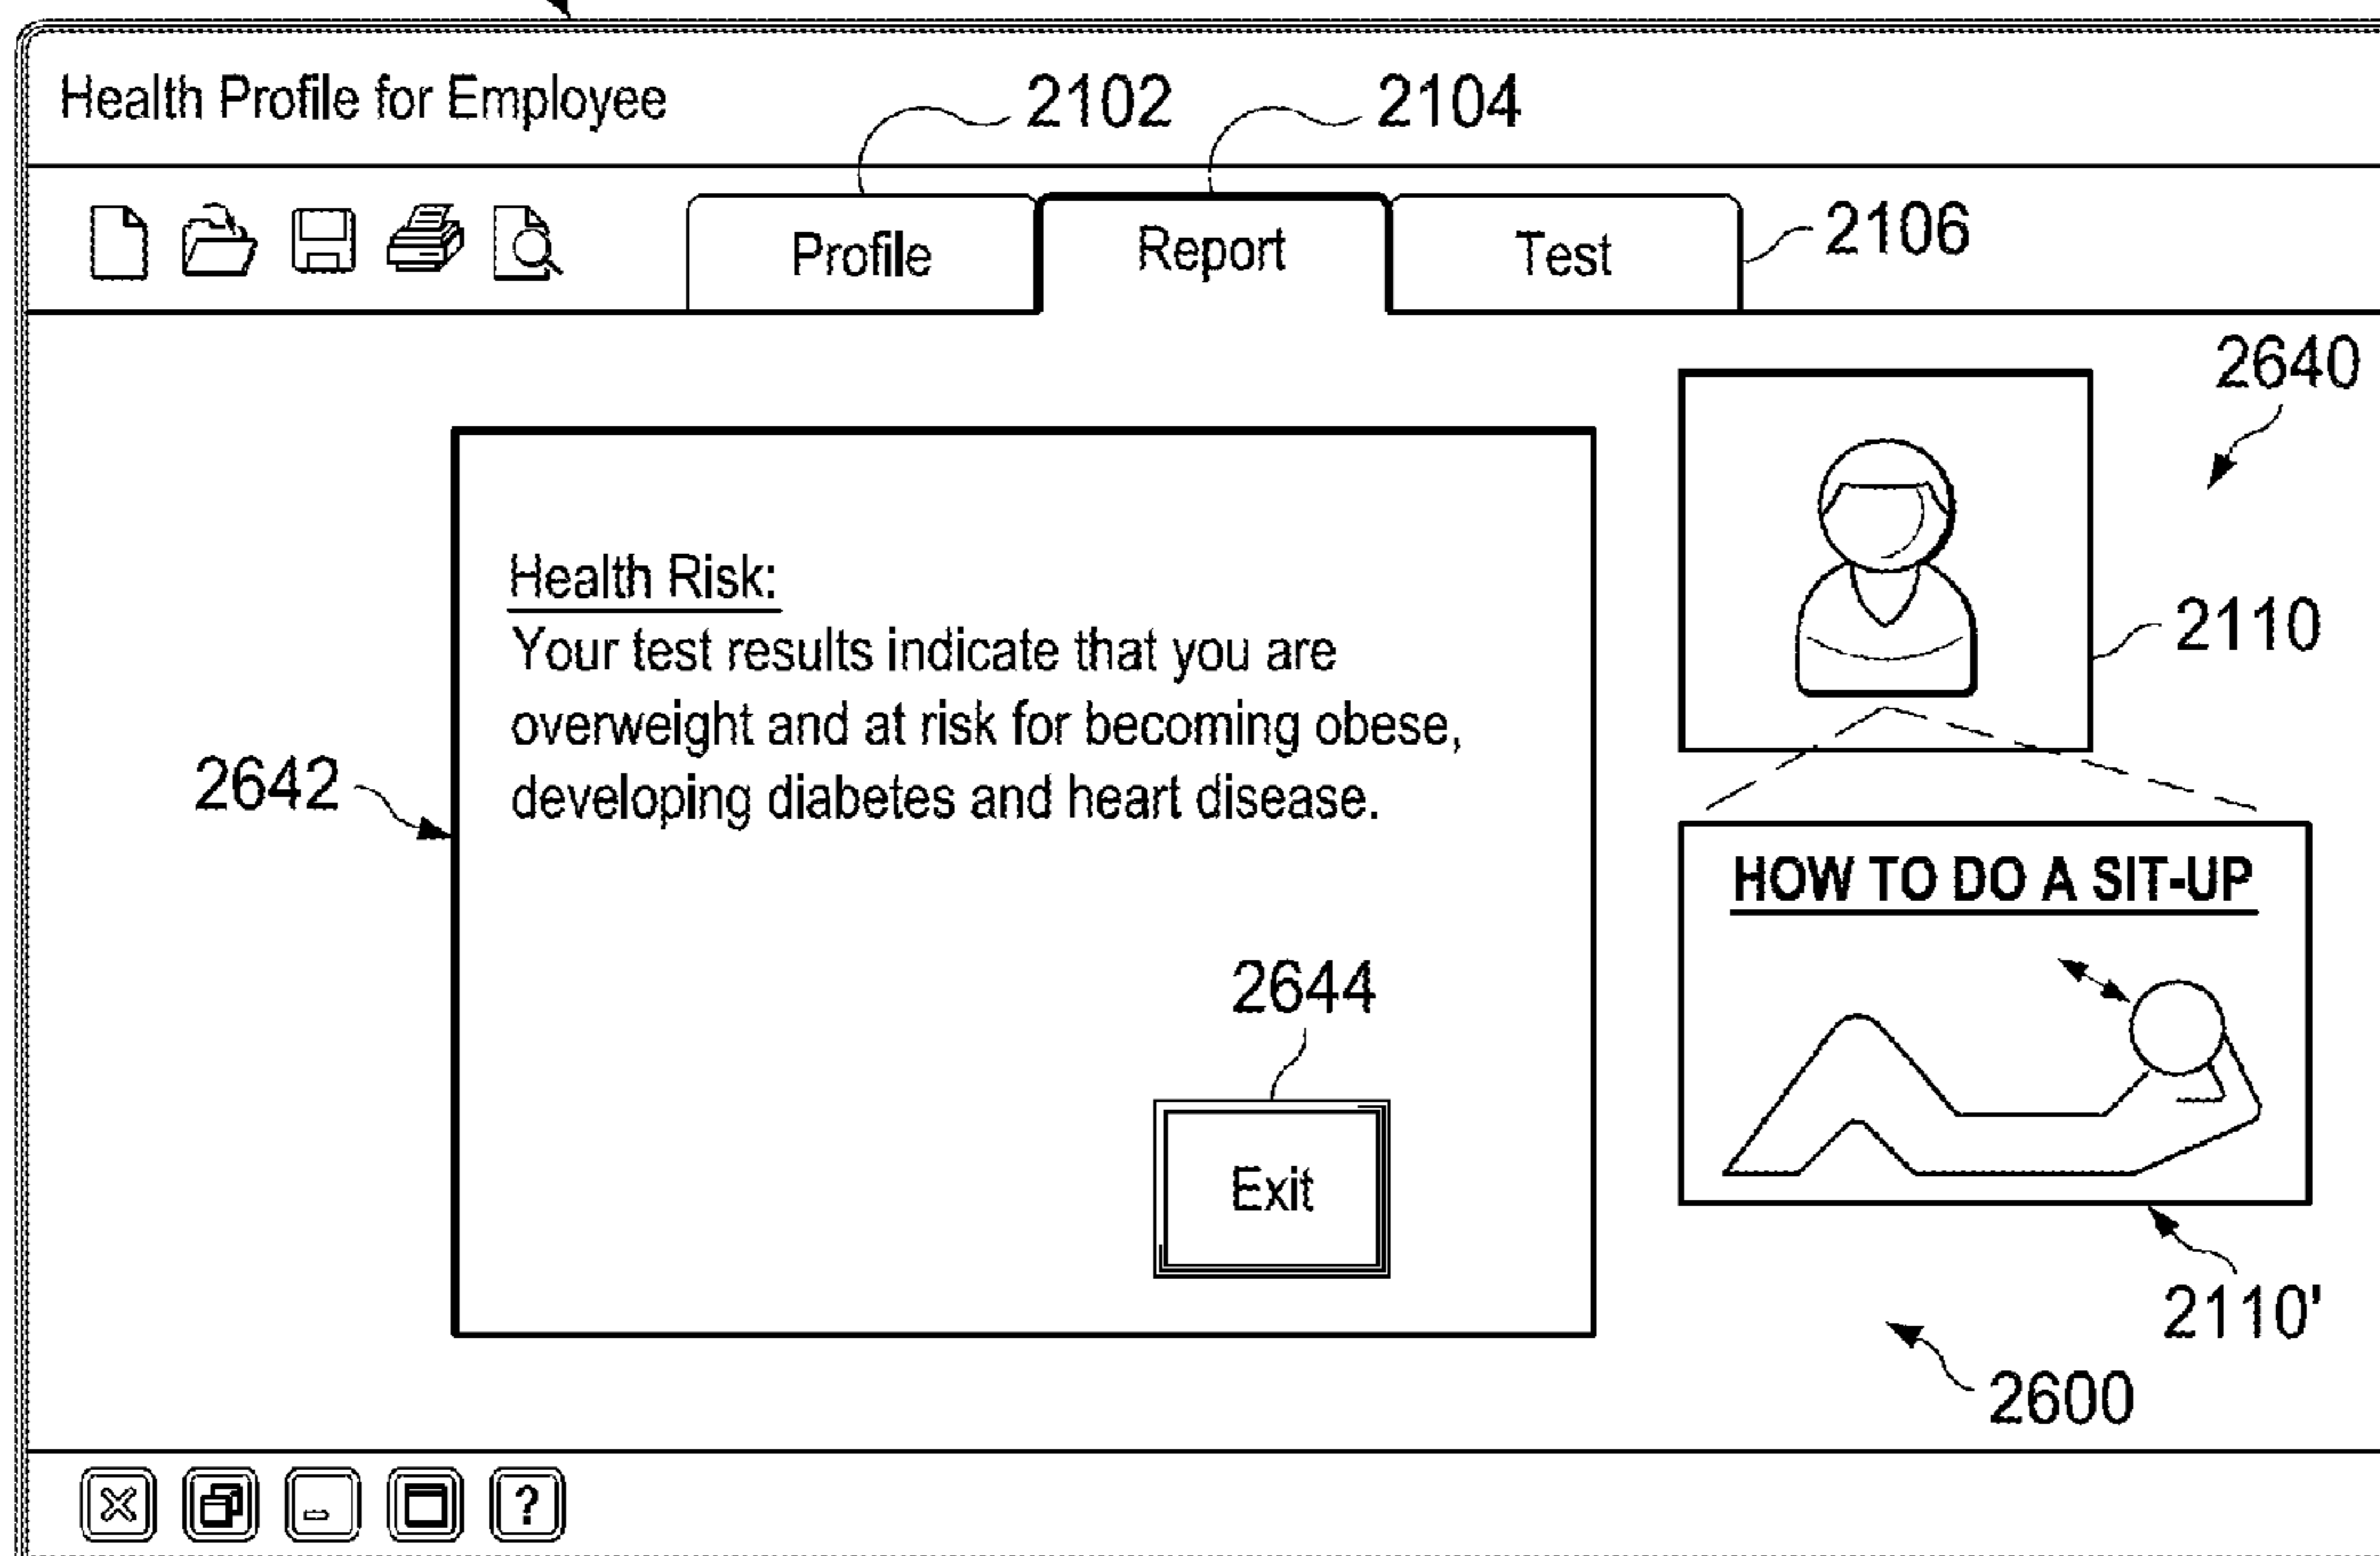 Health Profile for Employee
2102
2104
Profile
Report
Test
2106
2640
Health Risk:
Your test results indicate that you are
overweight and at risk for becoming obese,
developing diabetes and heart disease.
2110
2642
HOW TO DO A SIT-UP
2644
Exit
2110'
2600
?